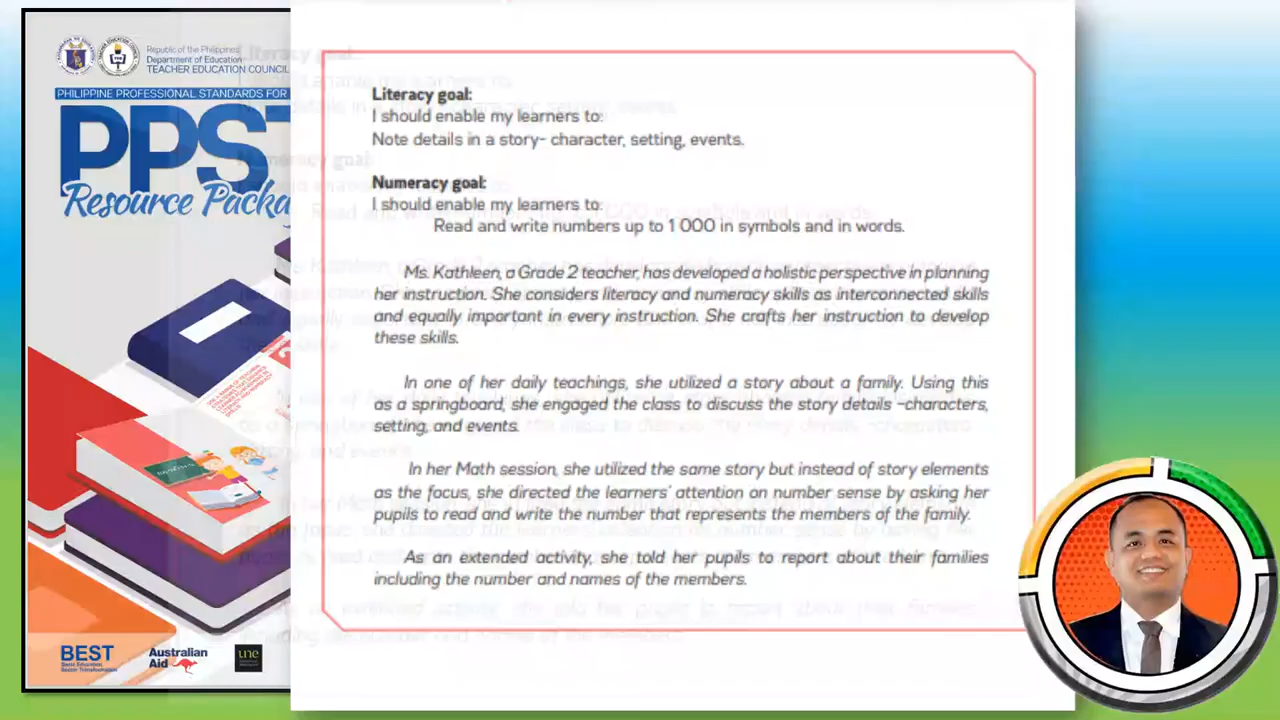 Republic of the Philippines
Department of Education
TEACHER EDUCATION COUNCIL
PHILIPPINE PROFESSIONAL STANDARDS FOR
PPST
Resource Packa
BEST
Australian
Aid
une
Literacy goal:
I should enable my learners to:
Note details in a story- character, setting, events.
Numeracy goal:
I should enable my learners to:
Read and write numbers up to 1 000 in symbols and in words.
Ms. Kathleen, a Grade 2 teacher, has developed a holistic perspective in planning
her instruction. She considers literacy and numeracy skills as interconnected skills
and equally important in every instruction. She crafts her instruction to develop
these skills.
In one of her daily teachings, she utilized a story about a family. Using this
as a springboard, she engaged the class to discuss the story details -characters,
setting, and events.
In her Math session, she utilized the same story but instead of story elements
as the focus, she directed the learners' attention on number sense by asking her
pupils to read and write the number that represents the members of the family.
As an extended activity, she told her pupils to report about their families
including the number and names of the members.